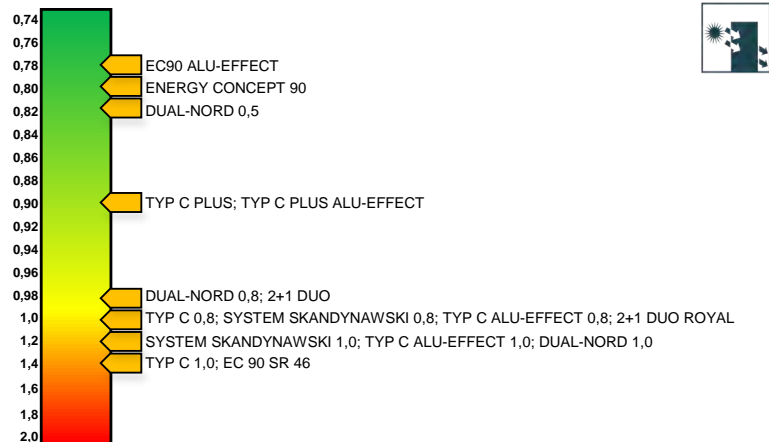 0,74
0,76
0,78
EC90 ALU-EFFECT
0,80
ENERGY CONCEPT 90
0,82
DUAL-NORD 0,5
0,84
0,86
0,88
0,90
TYP C PLUS; TYP C PLUS ALU-EFFECT
0,92
0,94
0,96
0,98
DUAL-NORD 0,8; 2+1 DUO
1,0
TYP C 0,8; SYSTEM SKANDYNAWSKI 0,8; TYP C ALU-EFFECT 0,8; 2+1 DUO ROYAL
1,2
SYSTEM SKANDYNAWSKI 1,0; TYP C ALU-EFFECT 1,0; DUAL-NORD 1,0
1,4
TYP C 1,0; EC 90 SR 46
1,6
1,8
2,0